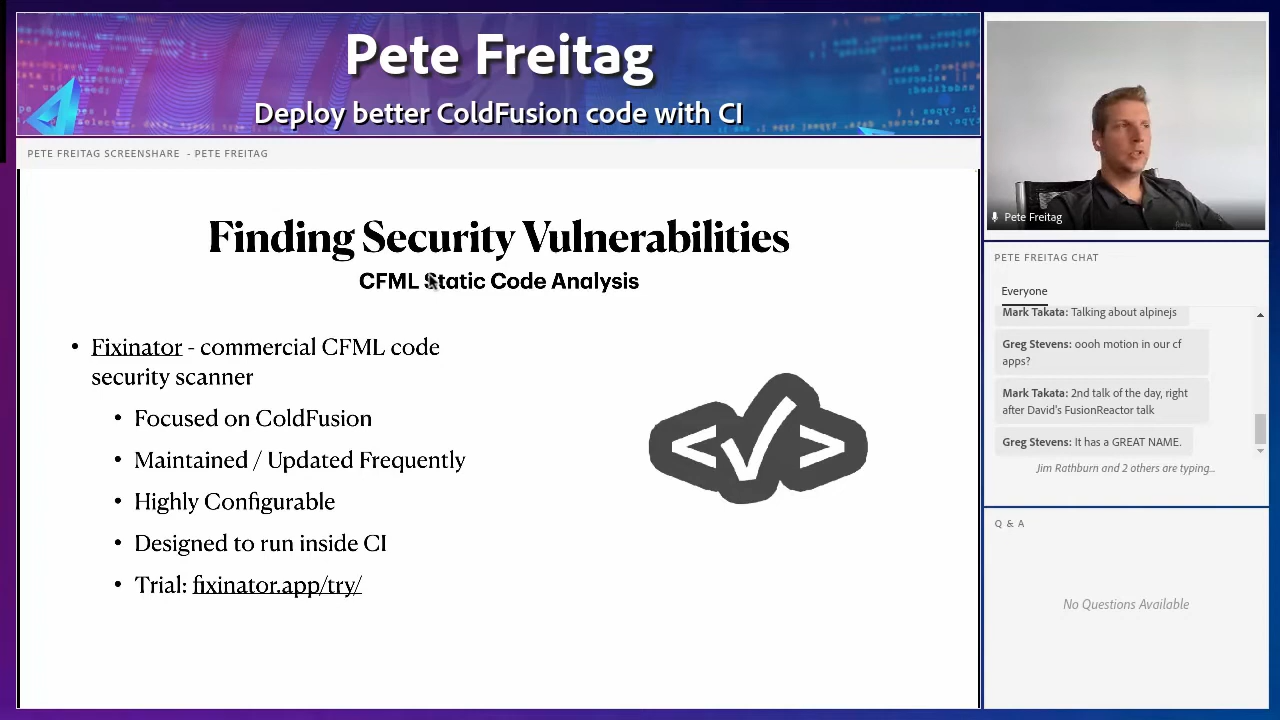 Pete Freitag
Deploy better ColdFusion code with CI
PETE FREITAG SCREENSHARE - PETE FREITAG
Finding Security Vulnerabilities
CFML Static Code Analysis
• Fixinator - commercial CFML code
security scanner
• Focused on ColdFusion
• Maintained / Updated Frequently
• Highly Configurable
• Designed to run inside CI
• Trial: fixinator.app/try/
Pete Freitag
PETE FREITAG CHAT
Everyone
Mark Takata: Talking about alpinejs
Greg Stevens: oooh motion in our cf
apps?
Mark Takata: 2nd talk of the day, right
after David's FusionReactor talk
Greg Stevens: It has a GREAT NAME.
Jim Rathburn and 2 others are typing...
Q & A
No Questions Available